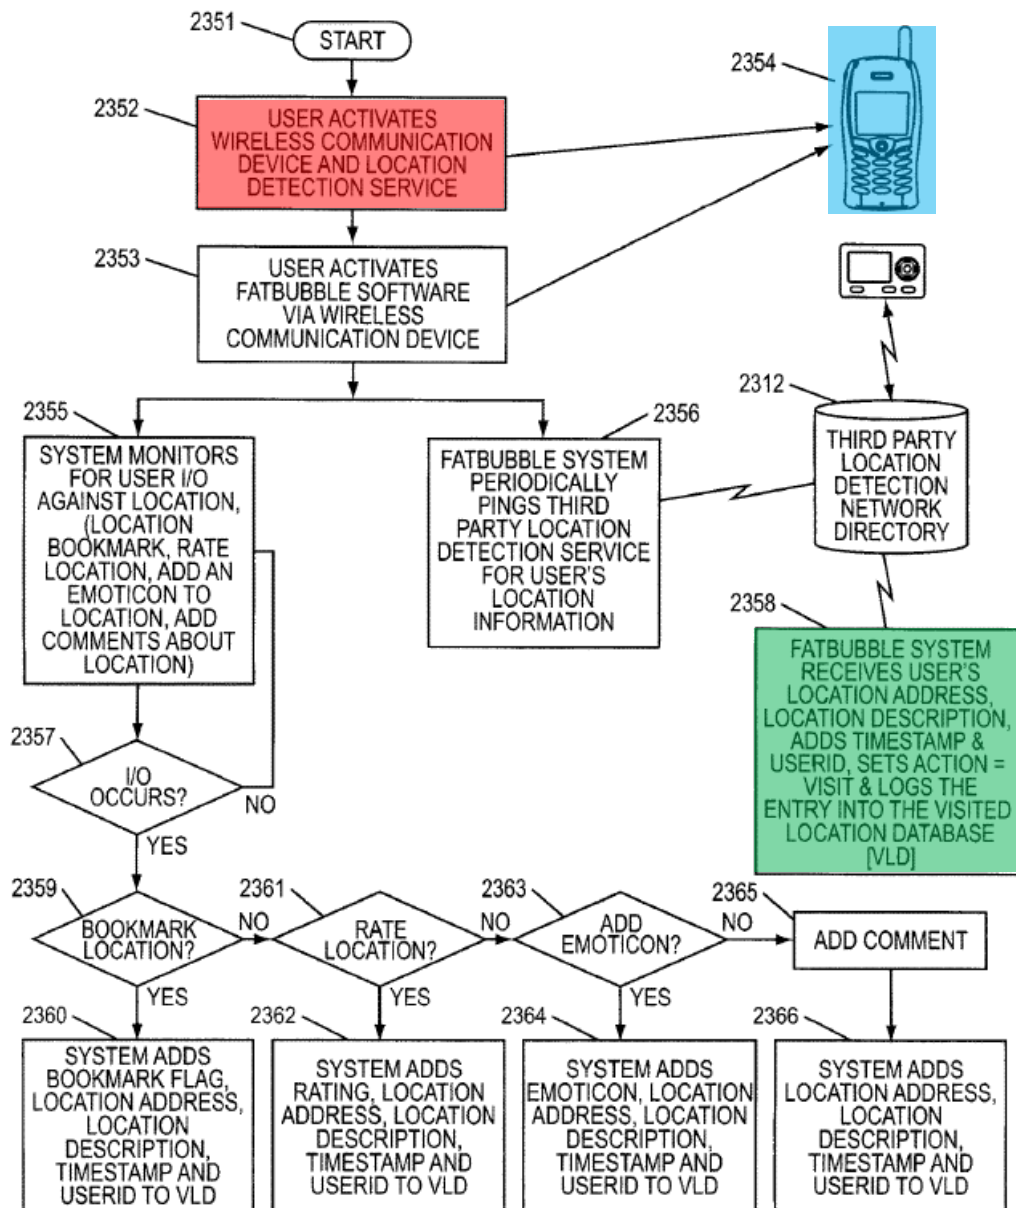 2351
START
2354
2352
USER ACTIVATES
WIRELESS COMMUNICATION
DEVICE AND LOCATION
DETECTION SERVICE
2353
USER ACTIVATES
FATBUBBLE SOFTWARE
VIA WIRELESS
COMMUNICATION DEVICE
2312
THIRD PARTY
LOCATION
DETECTION
NETWORK
DIRECTORY
2355
SYSTEM MONITORS
FOR USER I/O
AGAINST LOCATION,
(LOCATION
BOOKMARK, RATE
LOCATION, ADD AN
EMOTICON TO
LOCATION, ADD
COMMENTS ABOUT
LOCATION)
2356
FATBUBBLE SYSTEM
PERIODICALLY
PINGS THIRD
PARTY LOCATION
DETECTION SERVICE
FOR USER'S
LOCATION
INFORMATION
2358
FATBUBBLE SYSTEM
RECEIVES USER'S
LOCATION ADDRESS,
LOCATION DESCRIPTION,
ADDS TIMESTAMP &
USERID, SETS ACTION =
VISIT & LOGS THE
ENTRY INTO THE VISITED
LOCATION DATABASE
[VLD]
2357
I/O
OCCURS?
NO
YES
2359
BOOKMARK
LOCATION?
NO
YES
2361
RATE
LOCATION?
NO
YES
2363
ADD
EMOTICON?
NO
YES
2365
ADD COMMENT
2360
SYSTEM ADDS
BOOKMARK FLAG,
LOCATION ADDRESS,
LOCATION
DESCRIPTION,
TIMESTAMP AND
USERID TO VLD
2362
SYSTEM ADDS
RATING, LOCATION
ADDRESS, LOCATION
DESCRIPTION,
TIMESTAMP AND
USERID TO VLD
2364
SYSTEM ADDS
EMOTICON, LOCATION
ADDRESS, LOCATION
DESCRIPTION,
TIMESTAMP AND
USERID TO VLD
2366
SYSTEM ADDS
LOCATION ADDRESS,
LOCATION
DESCRIPTION,
TIMESTAMP AND
USERID TO VLD